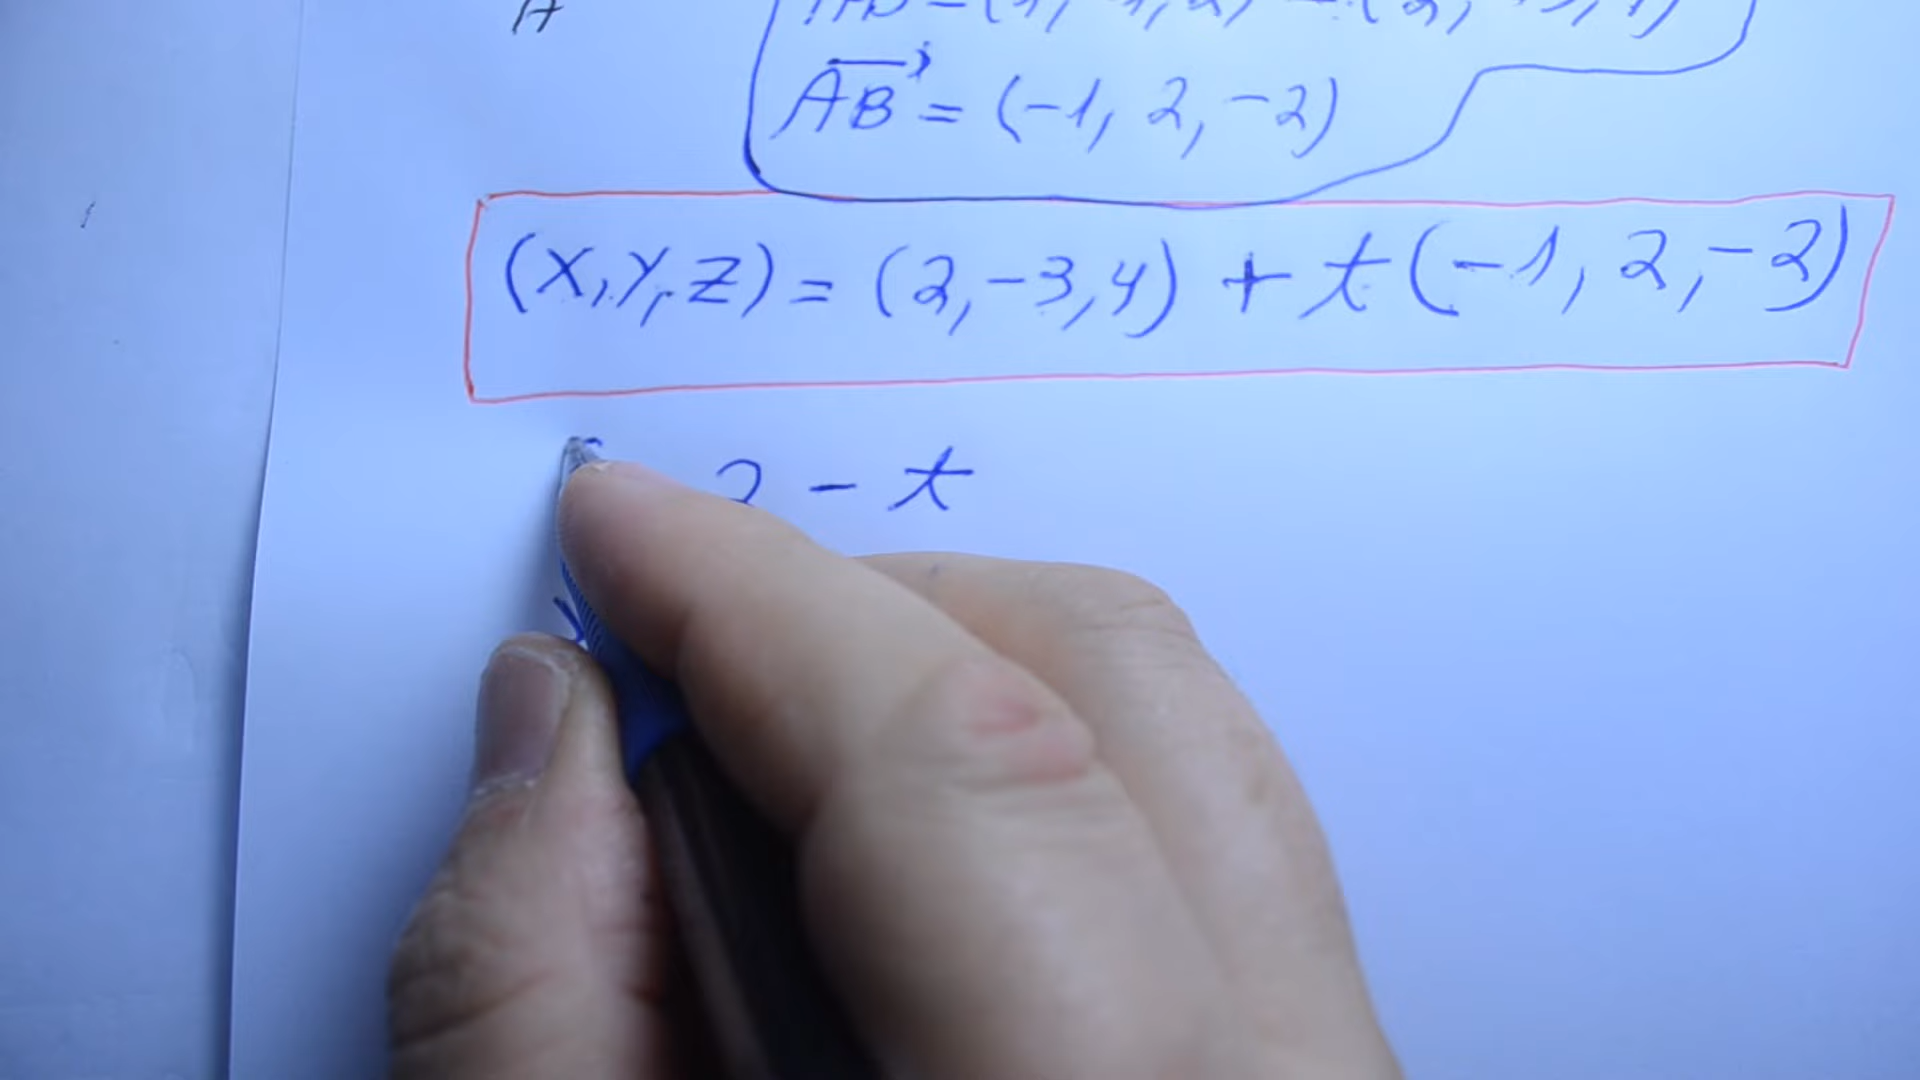 A
AB = (-1, 2, -2)
(x, y, z) = (2, -3, 4) + t (-1, 2, -2)
2 - t